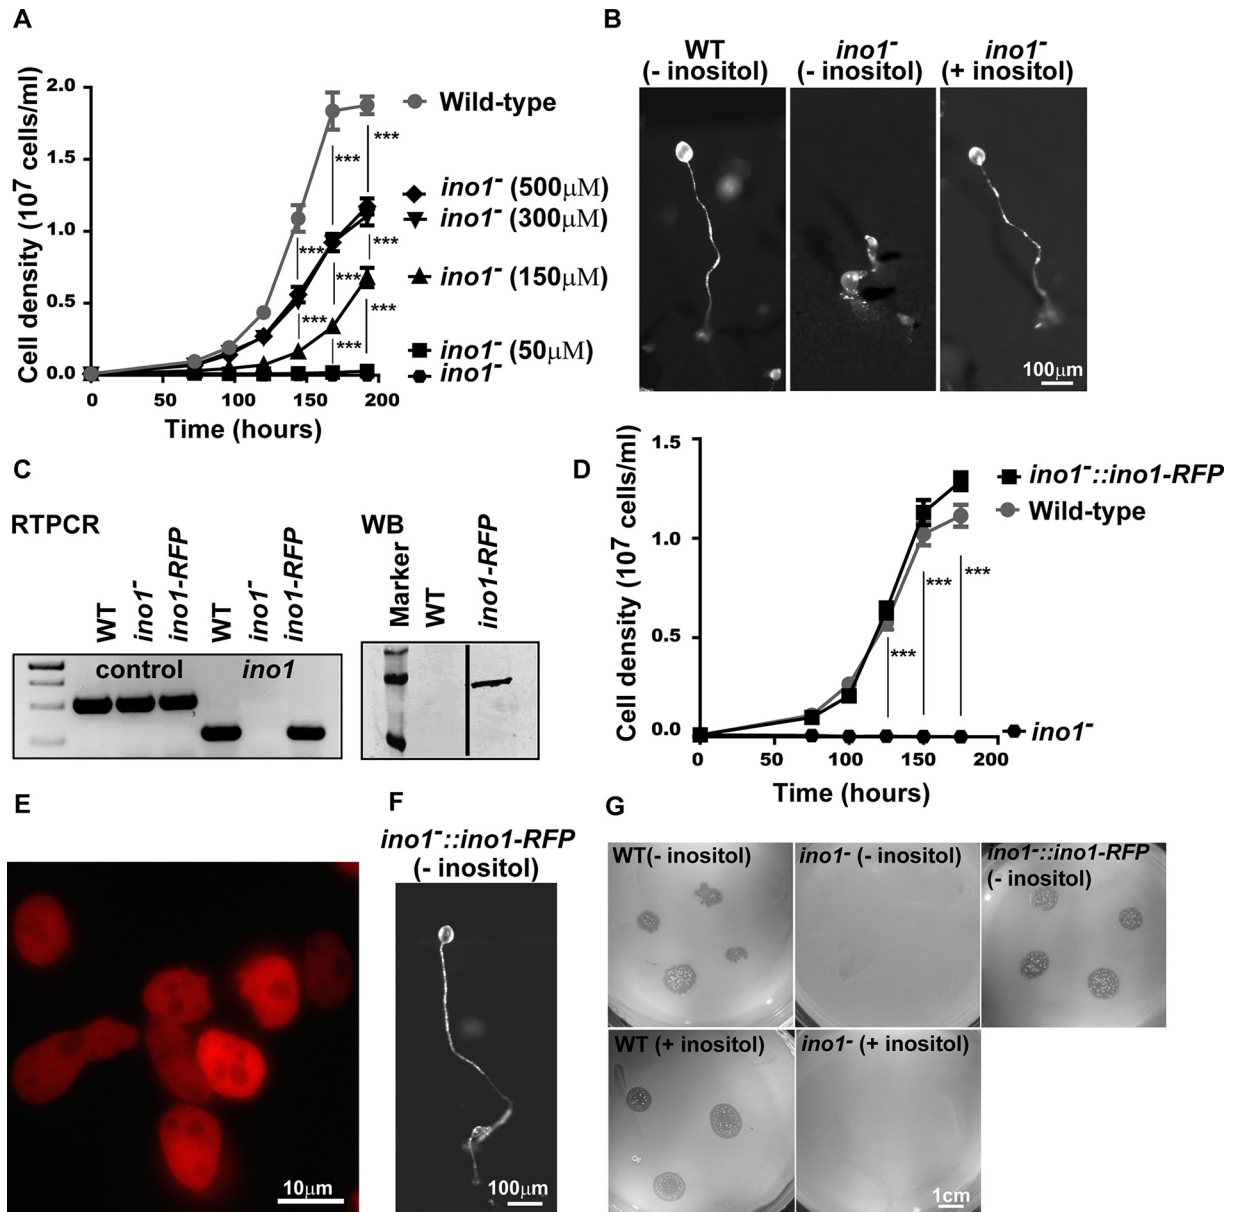 A
Cell density (10⁷ cells/ml)
2.0
1.5
1.0
0.5
0.0
0
50
100
150
200
Time (hours)
***
***
***
***
***
***
***
***
Wild-type
ino1⁻ (500µM)
ino1⁻ (300µM)
ino1⁻ (150µM)
ino1⁻ (50µM)
ino1⁻
B
WT
(- inositol)
ino1⁻
(- inositol)
ino1⁻
(+ inositol)
100µm
C
RTPCR
WT
ino1⁻
ino1-RFP
WT
ino1⁻
ino1-RFP
control
ino1
WB
Marker
WT
ino1-RFP
D
Cell density (10⁷ cells/ml)
1.5
1.0
0.5
0.0
0
50
100
150
200
Time (hours)
***
***
***
ino1⁻::ino1-RFP
Wild-type
ino1⁻
E
10µm
F
ino1⁻::ino1-RFP
(- inositol)
100µm
G
WT(- inositol)
ino1- (- inositol)
ino1-::ino1-RFP
(- inositol)
WT (+ inositol)
ino1- (+ inositol)
1cm